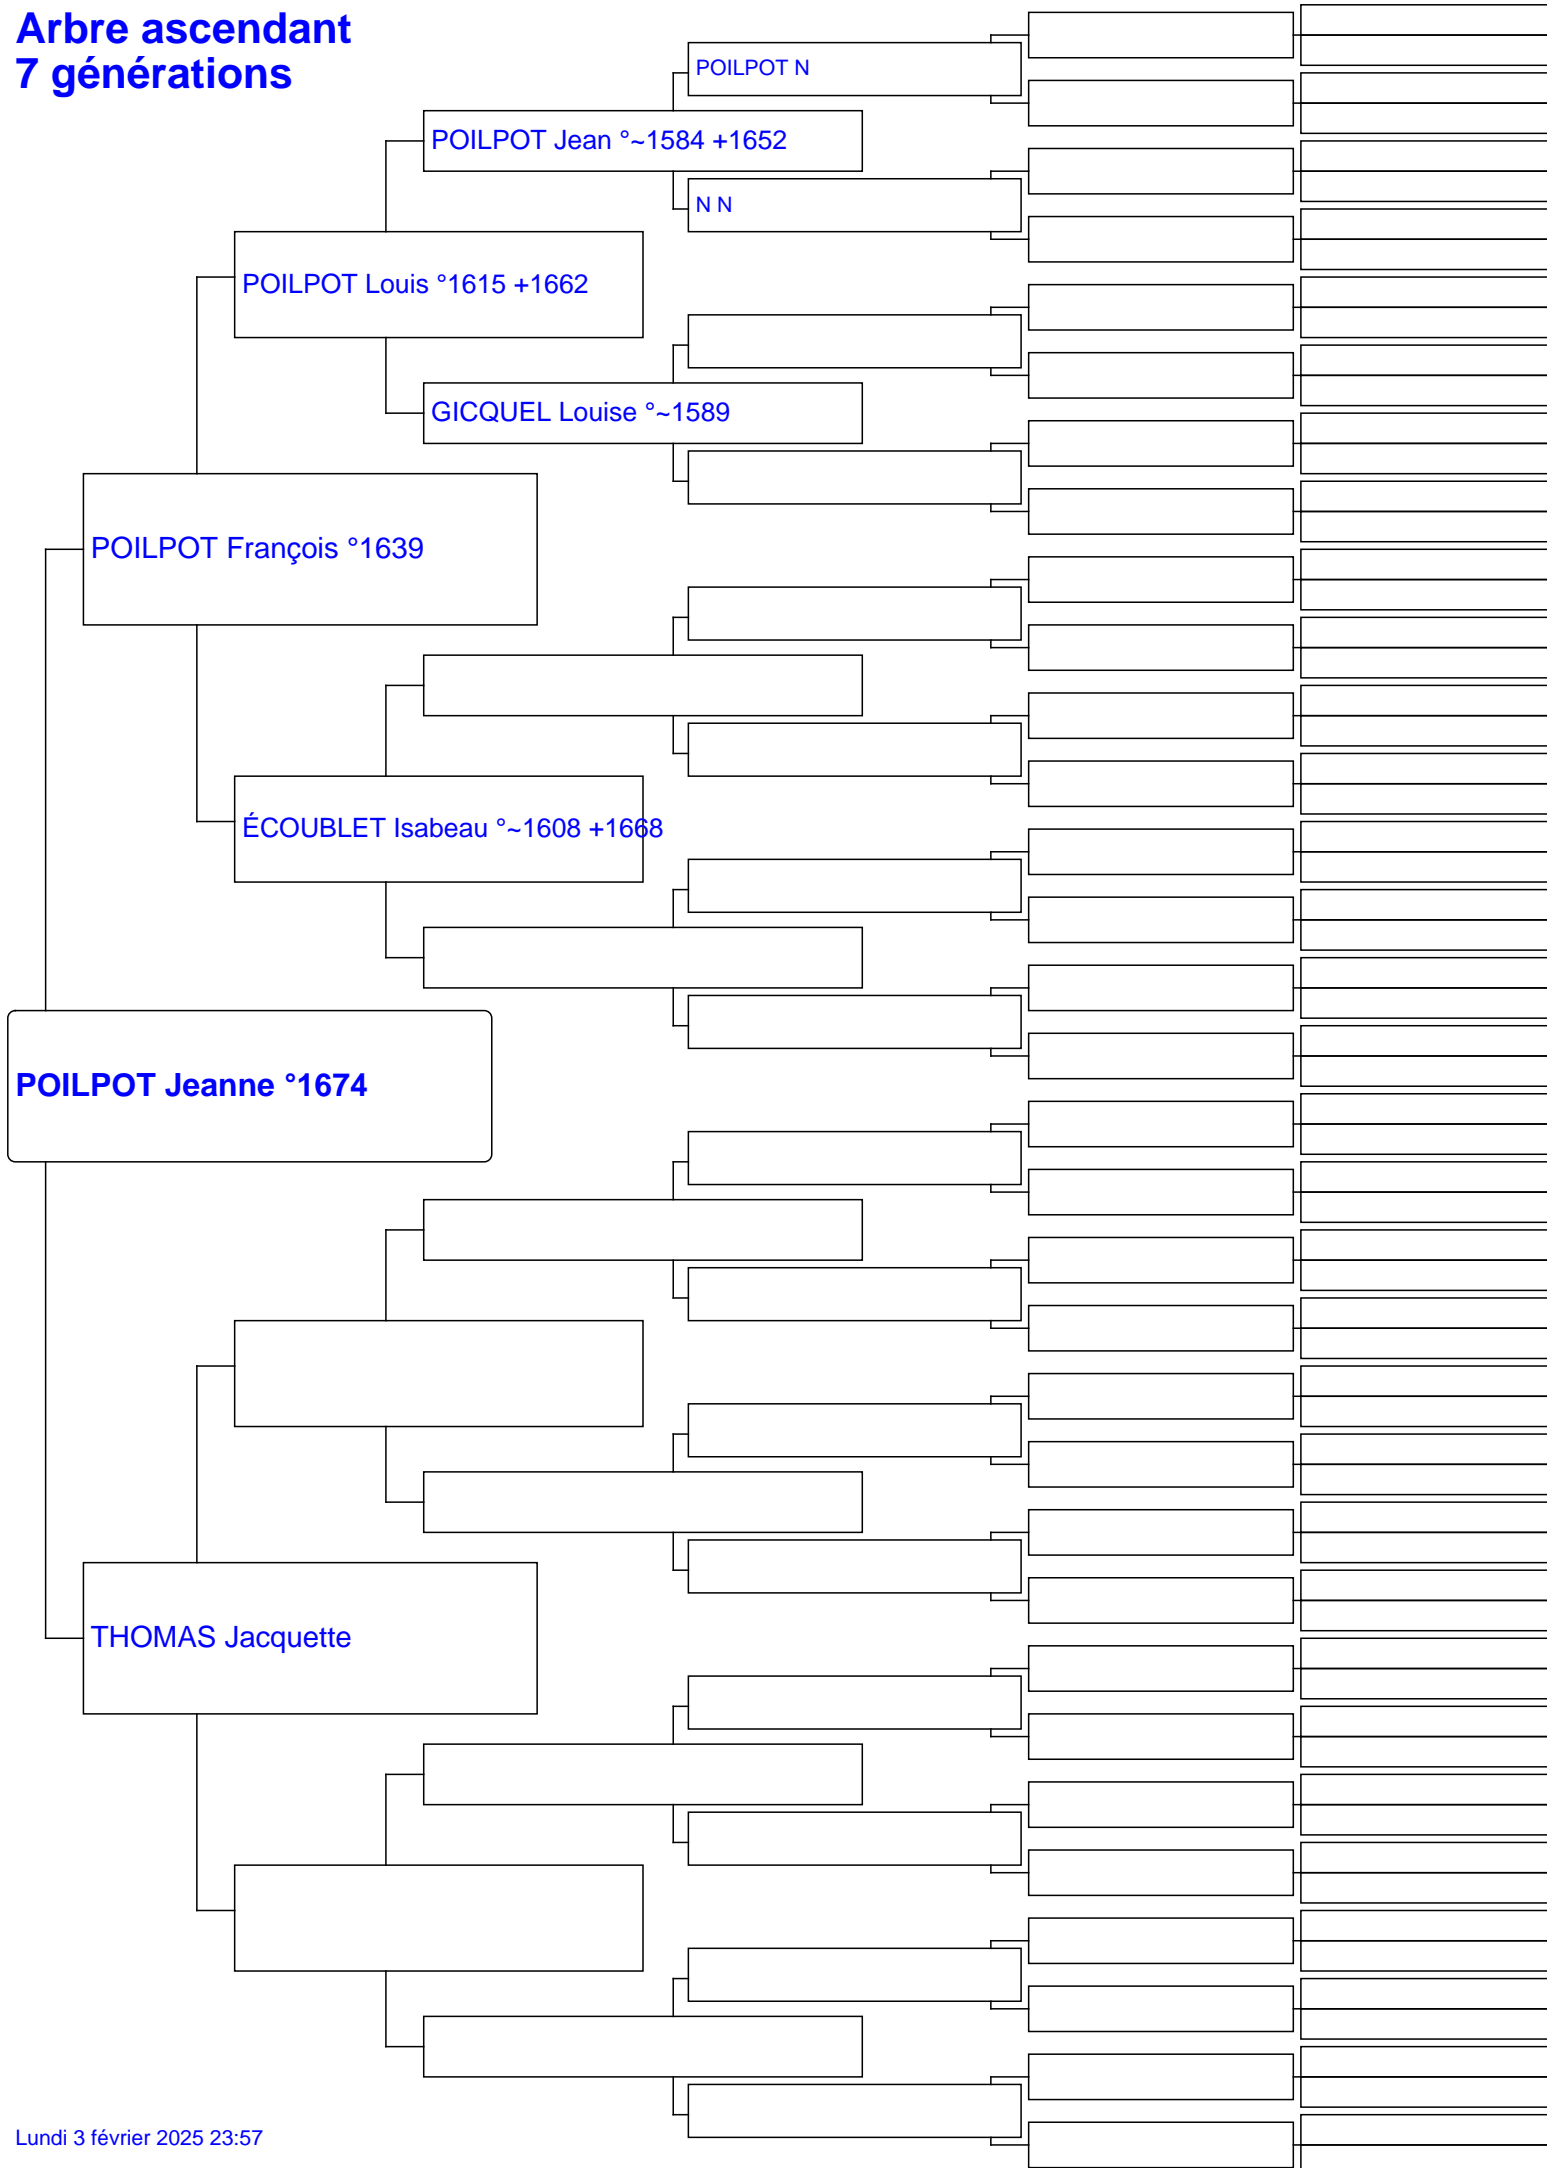 Arbre ascendant
7 générations
POILPOT N
POILPOT Jean °~1584 +1652
N N
POILPOT Louis °1615 +1662
GICQUEL Louise °~1589
POILPOT François °1639
ÉCOUBLET Isabeau °~1608 +1668
POILPOT Jeanne °1674
THOMAS Jacquette
Lundi 3 février 2025 23:57